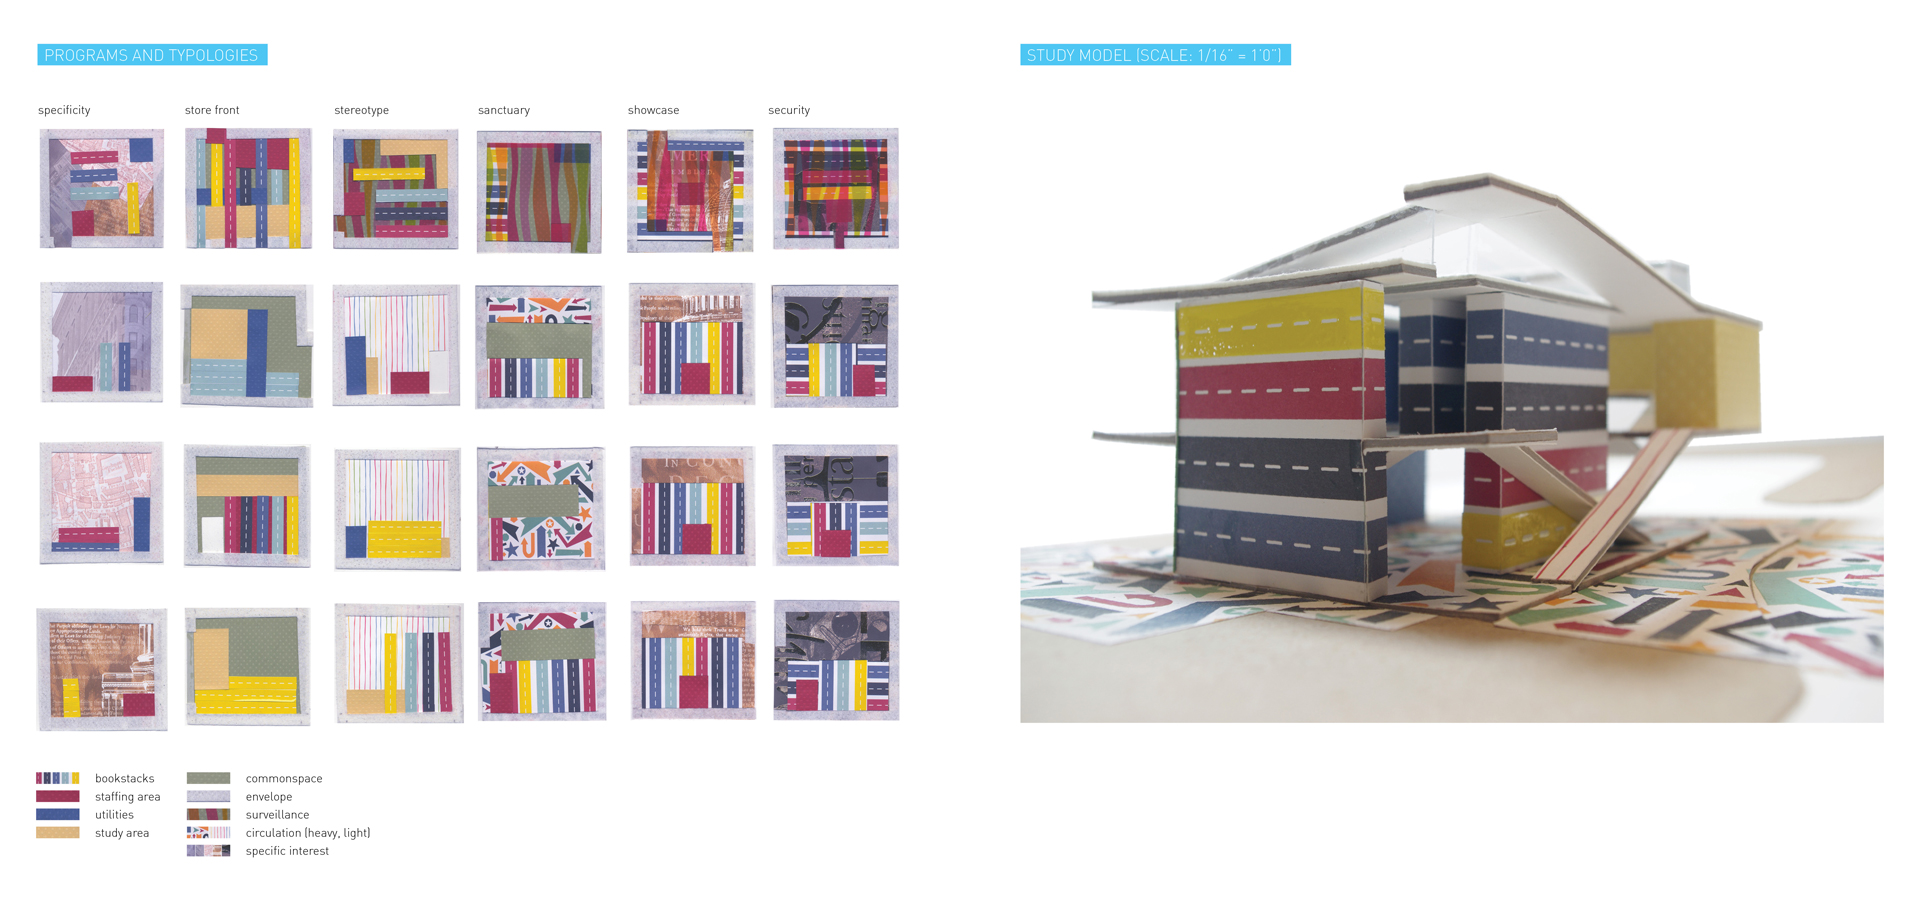 PROGRAMS AND TYPOLOGIES
STUDY MODEL (SCALE: 1/16" = 1'0")
specificity
store front
stereotype
sanctuary
showcase
security
bookstacks
staffing area
utilities
study area
commonspace
envelope
surveillance
circulation (heavy, light)
specific interest